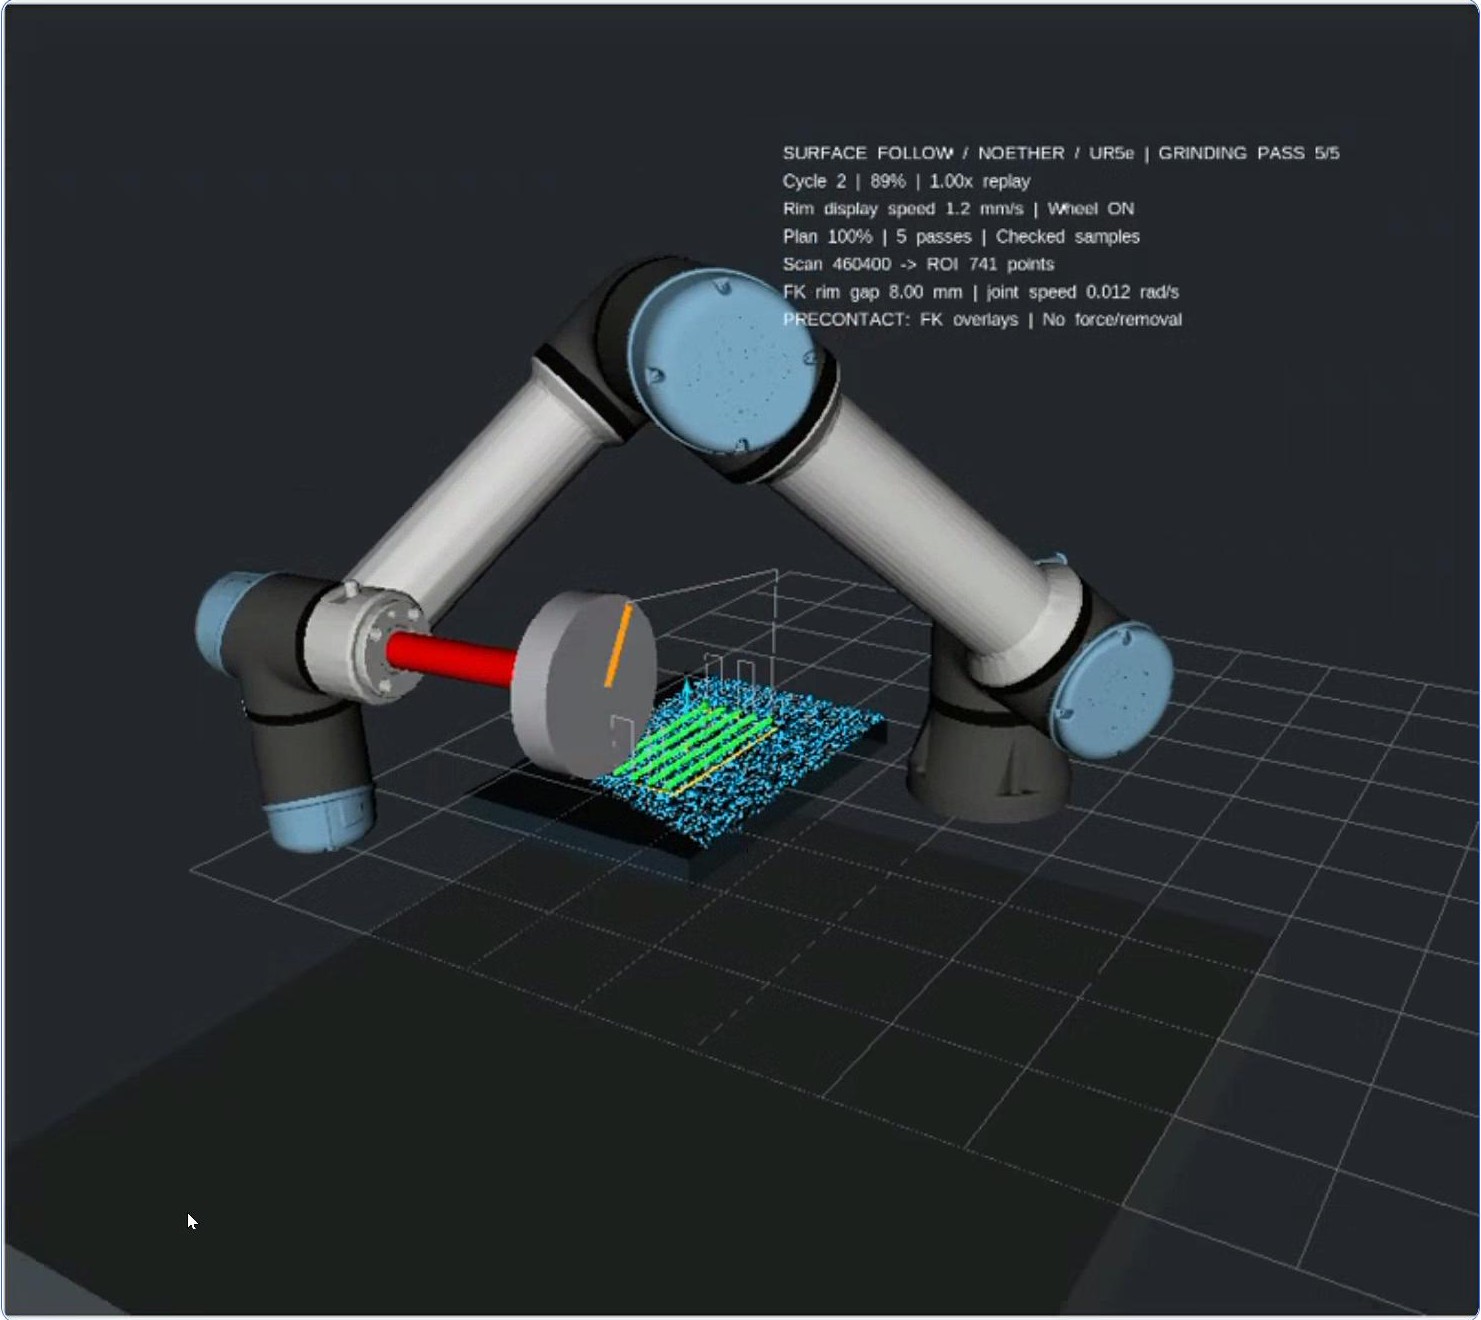 SURFACE FOLLOW / NOETHER / UR5e | GRINDING PASS 5/5
Cycle 2 | 89% | 1.00x replay
Rim display speed 1.2 mm/s | Wheel ON
Plan 100% | 5 passes | Checked samples
Scan 460400 -> ROI 741 points
FK rim gap 8.00 mm | joint speed 0.012 rad/s
PRECONTACT: FK overlays | No force/removal